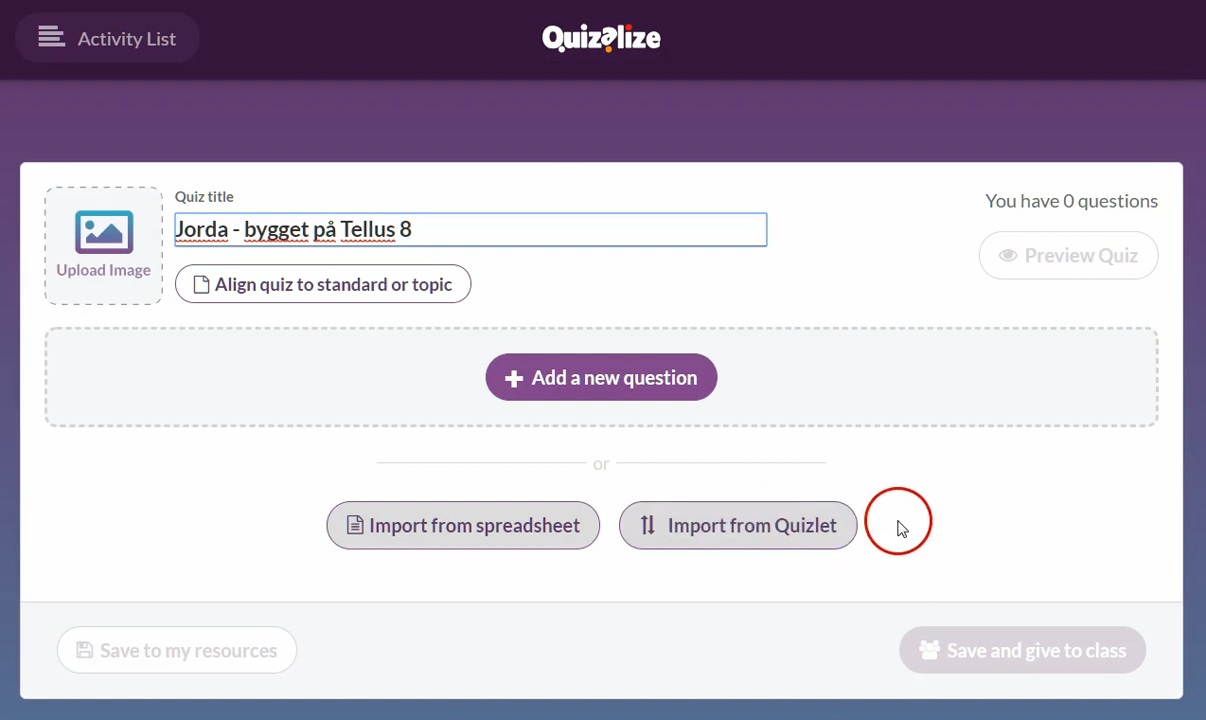 Activity List
Quizalize
Quiz title
You have 0 questions
Jorda - bygget på Tellus 8
Upload Image
Preview Quiz
Align quiz to standard or topic
Add a new question
or
Import from spreadsheet
Import from Quizlet
Save to my resources
Save and give to class